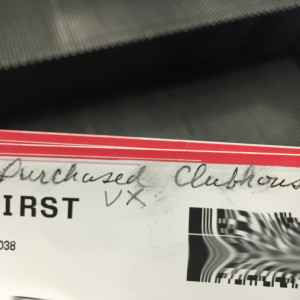 Purchased Clubhous
VX
IRST
038